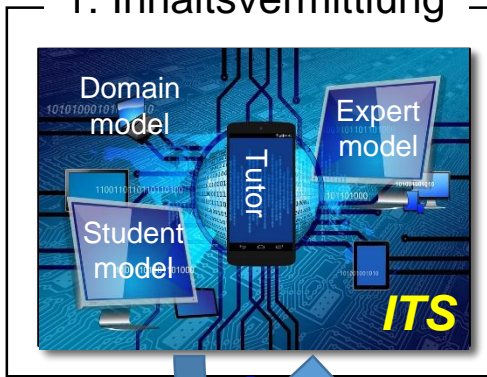 1. Inhaltsvermittlung
Domain
model
Expert
model
Tutor
Student
model
ITS